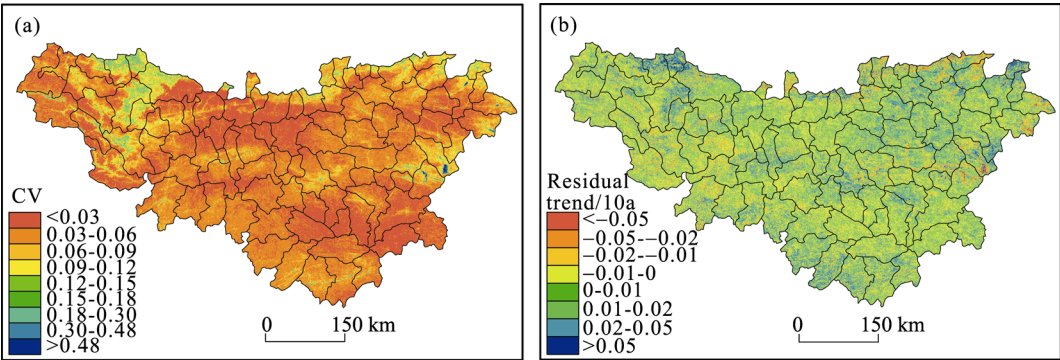 (a)
CV
<0.03
0.03-0.06
0.06-0.09
0.09-0.12
0.12-0.15
0.15-0.18
0.18-0.30
0.30-0.48
>0.48
0 150 km
(b)
Residual
trend/10a
<−0.05
−0.05-−0.02
−0.02-−0.01
−0.01-0
0-0.01
0.01-0.02
0.02-0.05
>0.05
0 150 km